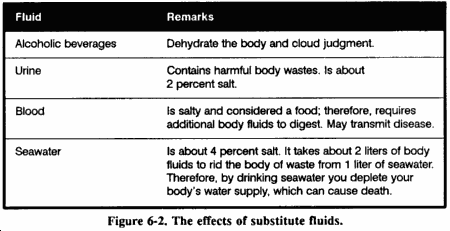 Fluid Remarks
Alcoholic beverages Dehydrate the body and cloud judgment.
Urine Contains harmful body wastes. Is about
2 percent salt.
Blood Is salty and considered a food; therefore, requires
additional body fluids to digest. May transmit disease.
Seawater Is about 4 percent salt. It takes about 2 liters of body
fluids to rid the body of waste from 1 liter of seawater.
Therefore, by drinking seawater you deplete your
body's water supply, which can cause death.
Figure 6-2. The effects of substitute fluids.